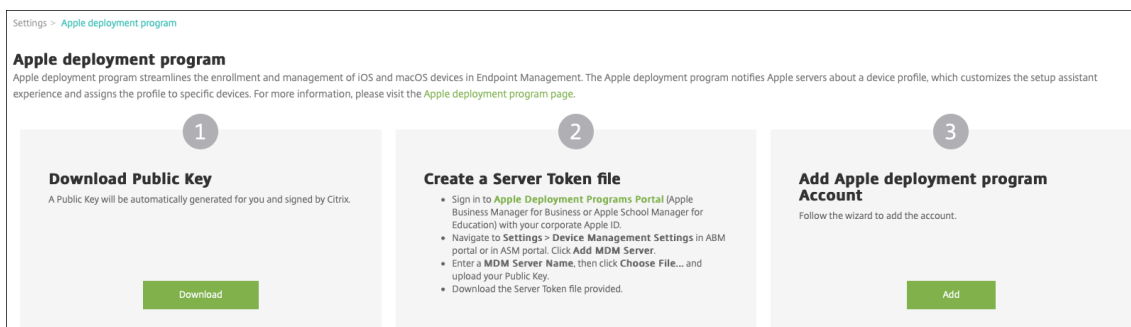 Settings > Apple deployment program
Apple deployment program
Apple deployment program streamlines the enrollment and management of iOS and macOS devices in Endpoint Management. The Apple deployment program notifies Apple servers about a device profile, which customizes the setup assistant
experience and assigns the profile to specific devices. For more information, please visit the Apple deployment program page.
1
Download Public Key
A Public Key will be automatically generated for you and signed by Citrix.
Download
2
Create a Server Token file
• Sign in to Apple Deployment Programs Portal (Apple
Business Manager for Business or Apple School Manager for
Education) with your corporate Apple ID.
• Navigate to Settings > Device Management Settings in ABM
portal or in ASM portal. Click Add MDM Server.
• Enter a MDM Server Name, then click Choose File... and
upload your Public Key.
• Download the Server Token file provided.
3
Add Apple deployment program
Account
Follow the wizard to add the account.
Add